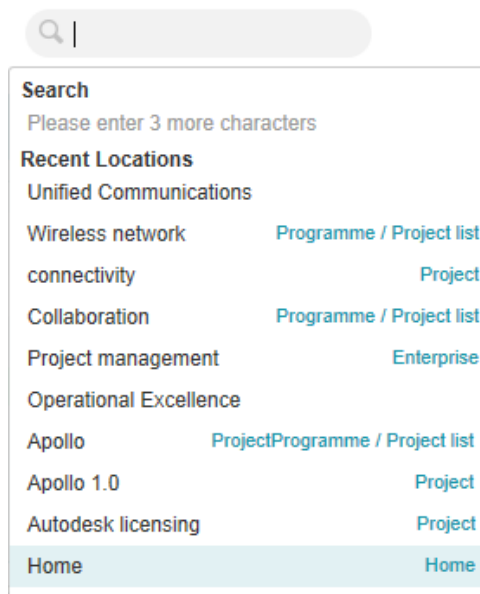 Search
Please enter 3 more characters
Recent Locations
Unified Communications
Wireless network Programme / Project list
connectivity Project
Collaboration Programme / Project list
Project management Enterprise
Operational Excellence
Apollo ProjectProgramme / Project list
Apollo 1.0 Project
Autodesk licensing Project
Home Home